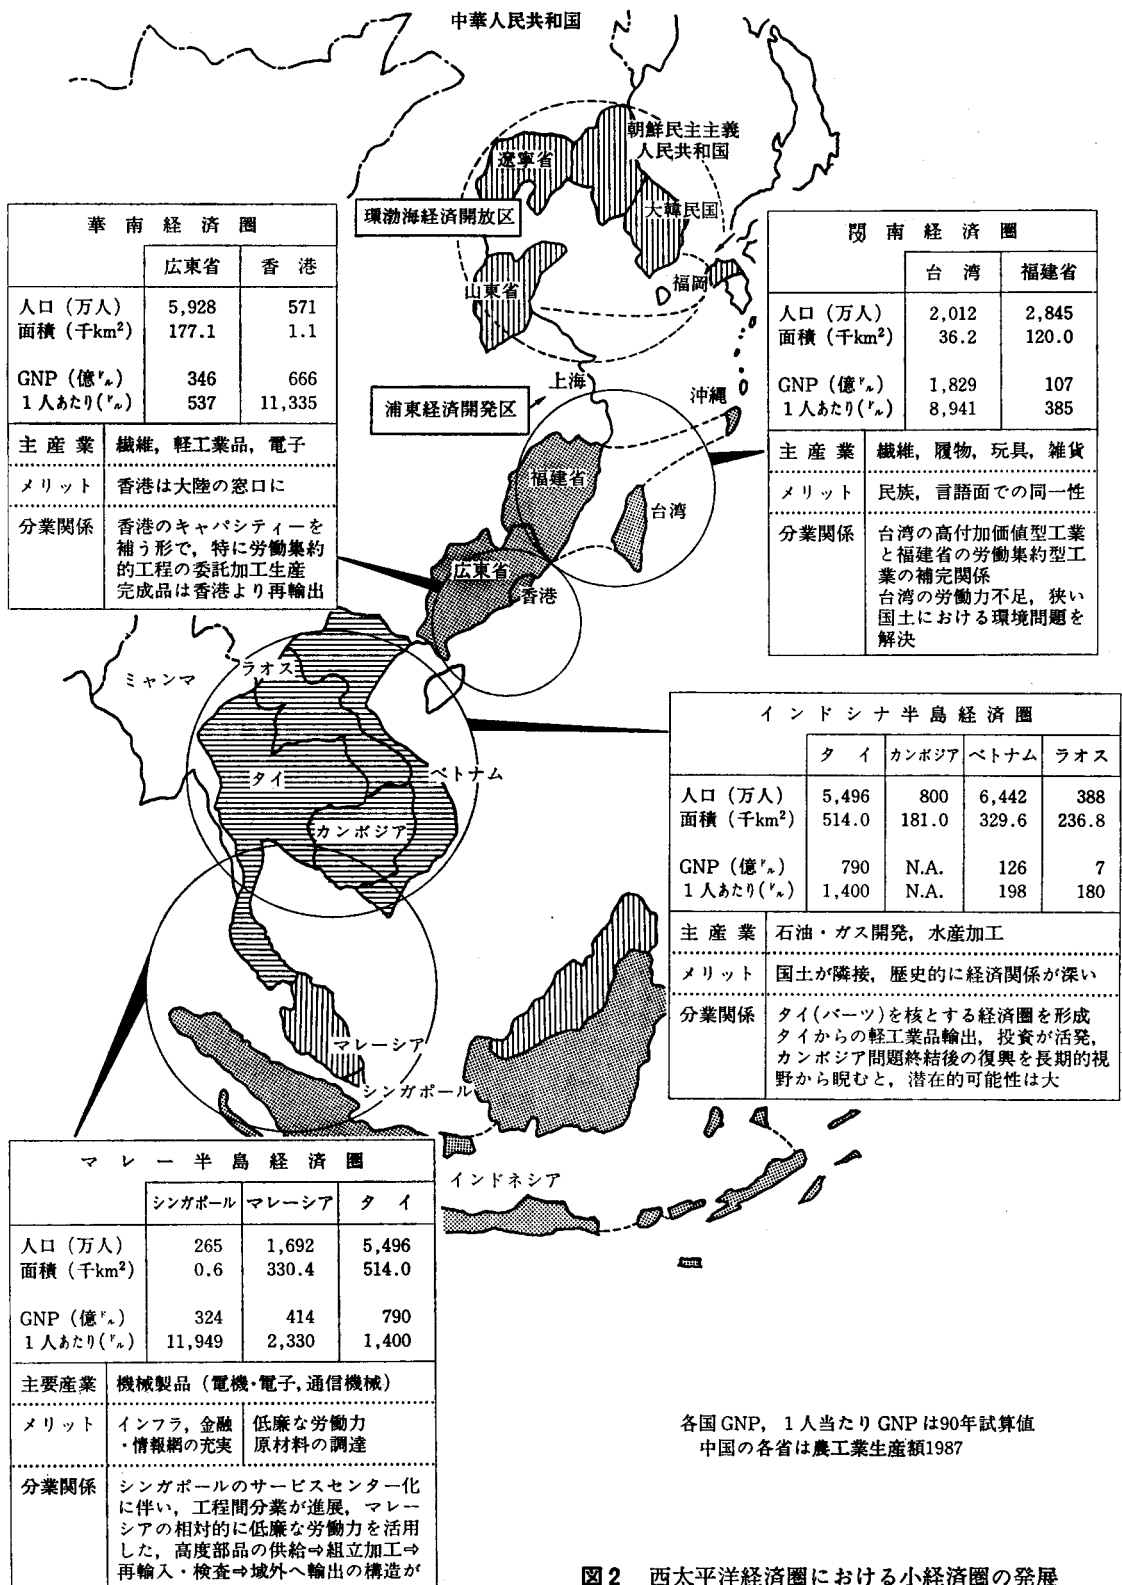 中華人民共和国
朝鮮民主主義
人民共和国
遼寧省
大韓民国
環渤海経済開放区
山東省
福岡
上海
浦東経済開発区
沖縄
福建省
台湾
広東省
香港
ミャンマ
ラオス
タイ
ベトナム
カンボジア
マレーシア
シンガポール
インドネシア
華南経済圏
広東省 香港
人口(万人) 5,928 571
面積(千km²) 177.1 1.1
GNP(億㌦) 346 666
1人あたり(㌦) 537 11,335
主産業 繊維,軽工業品,電子
メリット 香港は大陸の窓口に
分業関係 香港のキャパシティーを
補う形で,特に労働集約
的工程の委託加工生産
完成品は香港より再輸出
閩南経済圏
台湾 福建省
人口(万人) 2,012 2,845
面積(千km²) 36.2 120.0
GNP(億㌦) 1,829 107
1人あたり(㌦) 8,941 385
主産業 繊維,履物,玩具,雑貨
メリット 民族,言語面での同一性
分業関係 台湾の高付加価値型工業
と福建省の労働集約型工
業の補完関係
台湾の労働力不足,狭い
国土における環境問題を
解決
インドシナ半島経済圏
タイ カンボジア ベトナム ラオス
人口(万人) 5,496 800 6,442 388
面積(千km²) 514.0 181.0 329.6 236.8
GNP(億㌦) 790 N.A. 126 7
1人あたり(㌦) 1,400 N.A. 198 180
主産業 石油・ガス開発,水産加工
メリット 国土が隣接,歴史的に経済関係が深い
分業関係 タイ(バーツ)を核とする経済圏を形成
タイからの軽工業品輸出,投資が活発,
カンボジア問題終結後の復興を長期的視
野から睨むと,潜在的可能性は大
マレー半島経済圏
シンガポール マレーシア タイ
人口(万人) 265 1,692 5,496
面積(千km²) 0.6 330.4 514.0
GNP(億㌦) 324 414 790
1人あたり(㌦) 11,949 2,330 1,400
主要産業 機械製品(電機・電子,通信機械)
メリット インフラ,金融 低廉な労働力
・情報網の充実 原材料の調達
分業関係 シンガポールのサービスセンター化
に伴い,工程間分業が進展,マレー
シアの相対的に低廉な労働力を活用
した,高度部品の供給⇒組立加工⇒
再輸入・検査⇒域外へ輸出の構造が
各国GNP,1人当たりGNPは90年試算値
中国の各省は農工業生産額1987
図2 西太平洋経済圏における小経済圏の発展